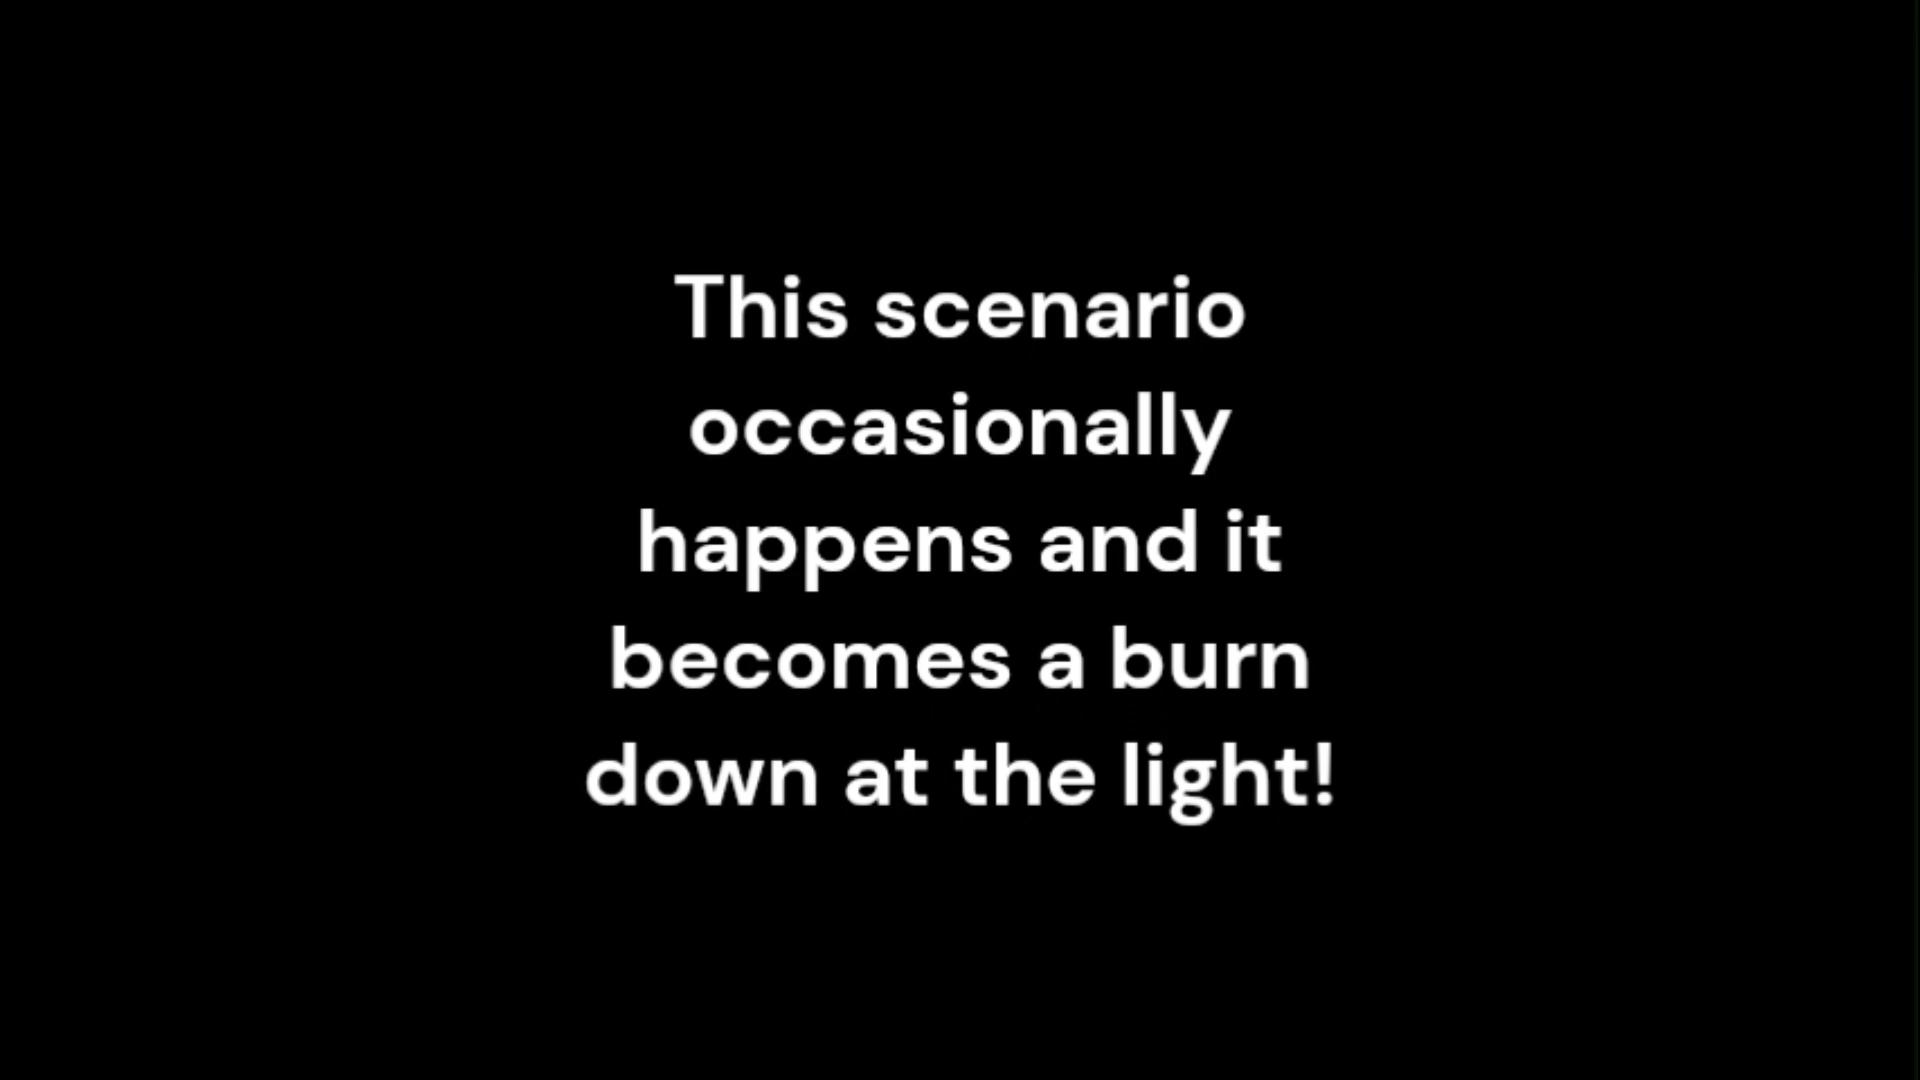 This scenario
occasionally
happens and it
becomes a burn
down at the light!